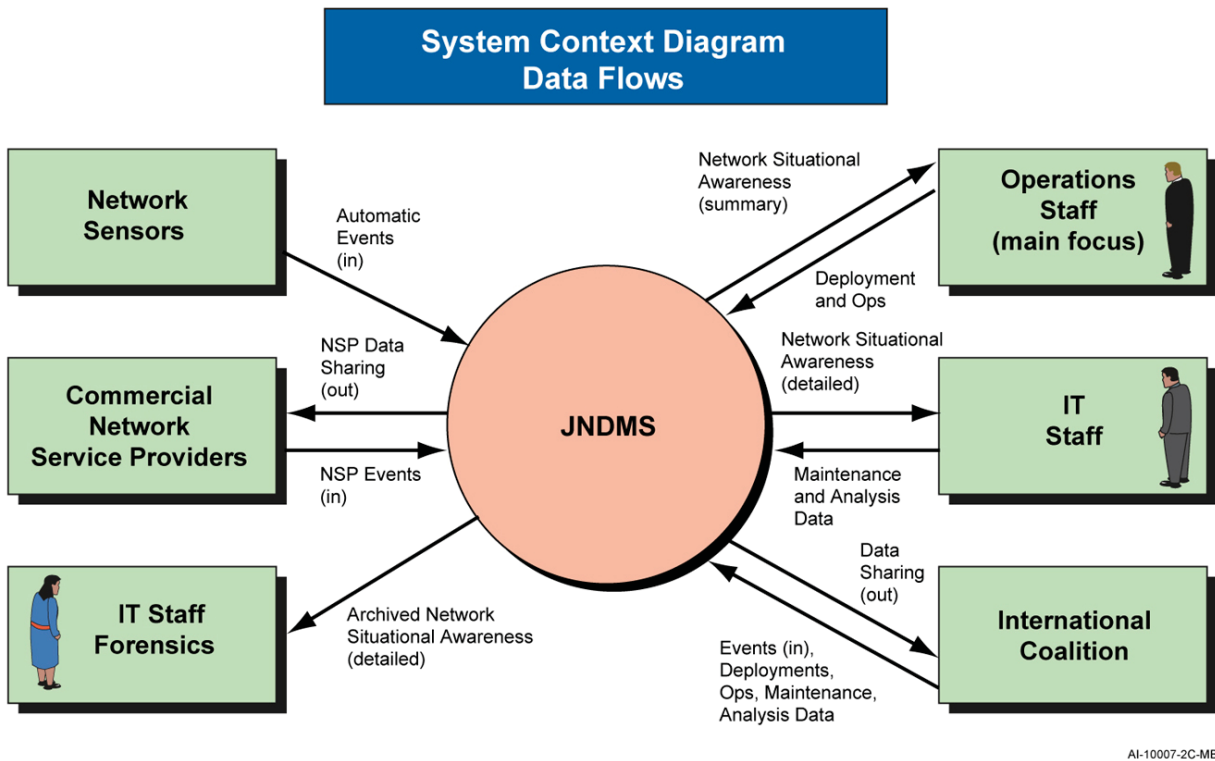 System Context Diagram
Data Flows
Network
Sensors
Automatic
Events
(in)
Network Situational
Awareness
(summary)
Operations
Staff
(main focus)
Deployment
and Ops
Commercial
Network
Service Providers
NSP Data
Sharing
(out)
NSP Events
(in)
JNDMS
Network Situational
Awareness
(detailed)
IT
Staff
Maintenance
and Analysis
Data
IT Staff
Forensics
Archived Network
Situational Awareness
(detailed)
Data
Sharing
(out)
Events (in),
Deployments,
Ops, Maintenance,
Analysis Data
International
Coalition